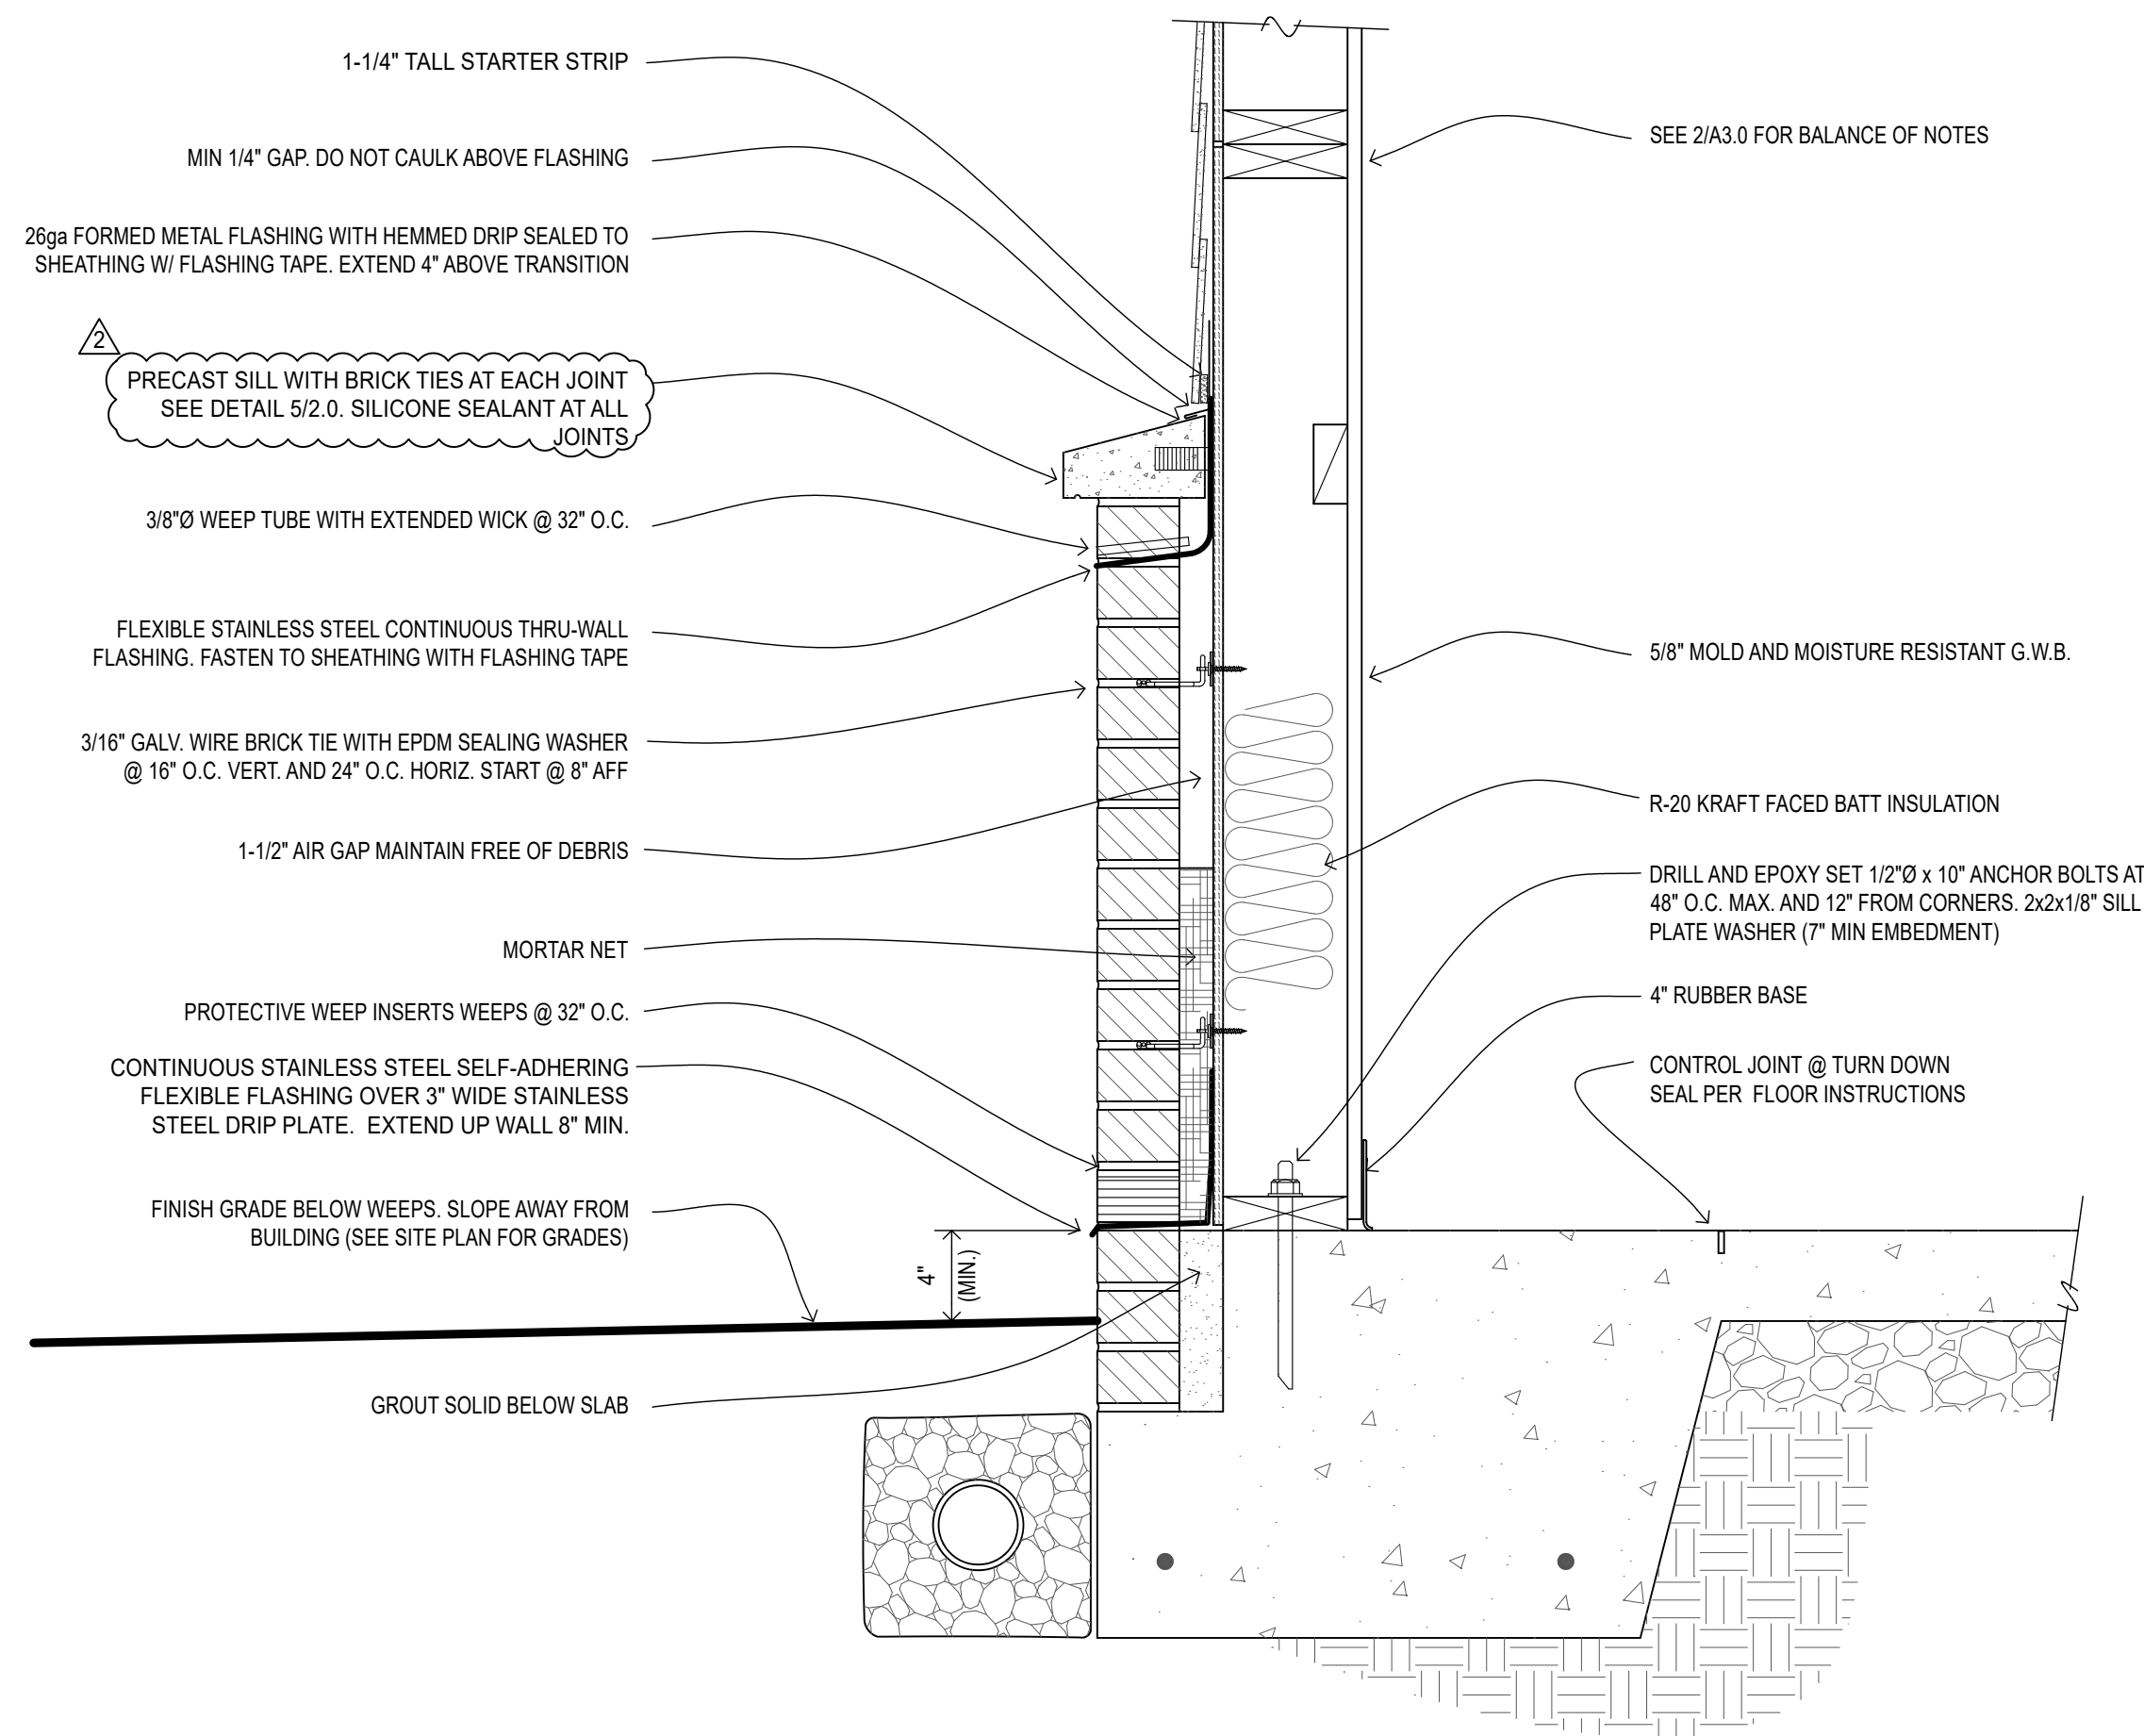 1-1/4" TALL STARTER STRIP
MIN 1/4" GAP. DO NOT CAULK ABOVE FLASHING
26ga FORMED METAL FLASHING WITH HEMMED DRIP SEALED TO
SHEATHING W/ FLASHING TAPE. EXTEND 4" ABOVE TRANSITION
2
PRECAST SILL WITH BRICK TIES AT EACH JOINT
SEE DETAIL 5/2.0. SILICONE SEALANT AT ALL
JOINTS
3/8"Ø WEEP TUBE WITH EXTENDED WICK @ 32" O.C.
FLEXIBLE STAINLESS STEEL CONTINUOUS THRU-WALL
FLASHING. FASTEN TO SHEATHING WITH FLASHING TAPE
3/16" GALV. WIRE BRICK TIE WITH EPDM SEALING WASHER
@ 16" O.C. VERT. AND 24" O.C. HORIZ. START @ 8" AFF
1-1/2" AIR GAP MAINTAIN FREE OF DEBRIS
MORTAR NET
PROTECTIVE WEEP INSERTS WEEPS @ 32" O.C.
CONTINUOUS STAINLESS STEEL SELF-ADHERING
FLEXIBLE FLASHING OVER 3" WIDE STAINLESS
STEEL DRIP PLATE.  EXTEND UP WALL 8" MIN.
FINISH GRADE BELOW WEEPS. SLOPE AWAY FROM
BUILDING (SEE SITE PLAN FOR GRADES)
4"
(MIN.)
GROUT SOLID BELOW SLAB
SEE 2/A3.0 FOR BALANCE OF NOTES
5/8" MOLD AND MOISTURE RESISTANT G.W.B.
R-20 KRAFT FACED BATT INSULATION
DRILL AND EPOXY SET 1/2"Ø x 10" ANCHOR BOLTS AT
48" O.C. MAX. AND 12" FROM CORNERS. 2x2x1/8" SILL
PLATE WASHER (7" MIN EMBEDMENT)
4" RUBBER BASE
CONTROL JOINT @ TURN DOWN
SEAL PER  FLOOR INSTRUCTIONS